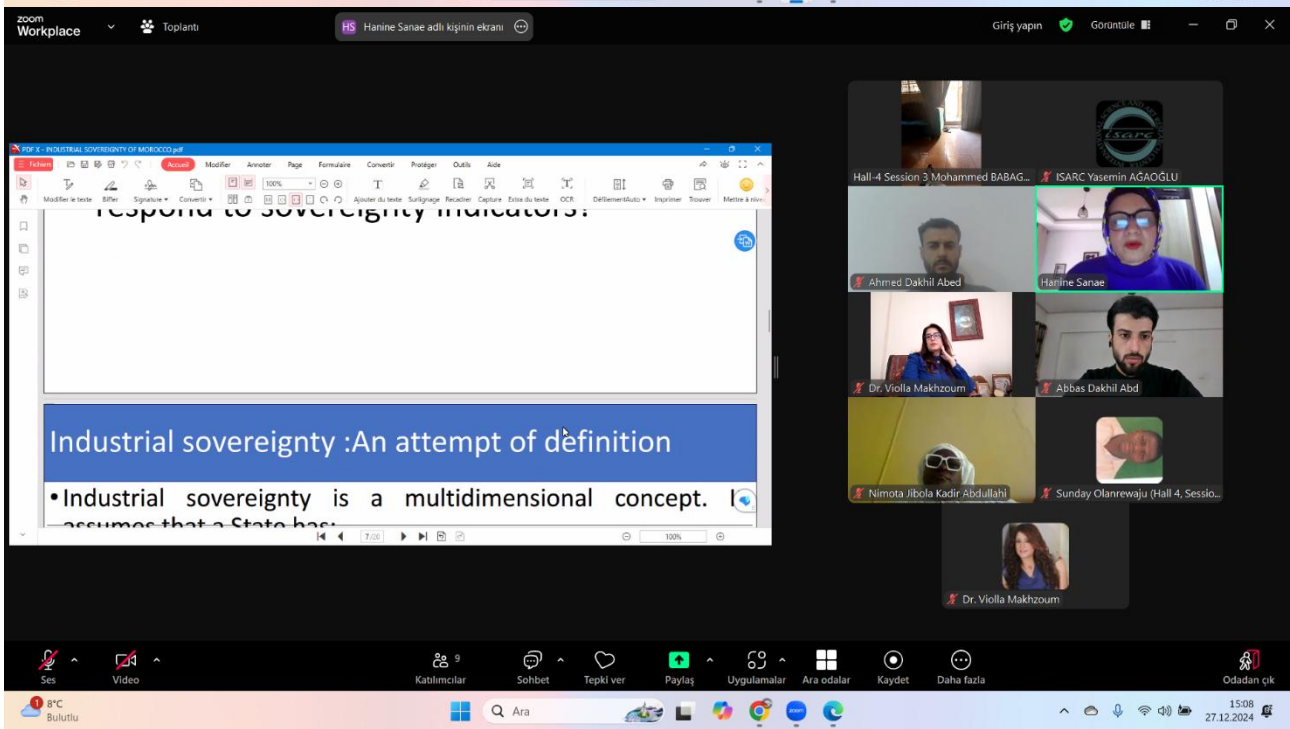 zoom
Workplace
Toplantı
HS Hanine Sanae adlı kişinin ekranı
Giriş yapın
Görüntüle
PDF X - INDUSTRIAL SOVEREIGNTY OF MOROCCO.pdf
Fichiers Accueil Modifier Annoter Page Formulaire Convertir Protéger Outils Aide
100%
Modifier le texte Biffer Signature Convertir Ajouter du texte Surlignage Recadrer Capture Extra du texte OCR DéfilementAuto Imprimer Trouver Mettre à
respond to sovereignty indicators?
Industrial sovereignty :An attempt of definition
• Industrial sovereignty is a multidimensional concept.
assumes that a State has:
7/20
100%
isarc
Hall-4 Session 3 Mohammed BABAG...
ISARC Yasemin AĞAOĞLU
Ahmed Dakhil Abed
Hanine Sanae
Dr. Violla Makhzoum
Abbas Dakhil Abd
Nimota Jibola Kadir Abdullahi
Sunday Olanrewaju (Hall 4, Sessio...
Dr. Violla Makhzoum
Ses
Video
9
Katılımcılar
Sohbet
Tepki ver
Paylaş
Uygulamalar
Ara odalar
Kaydet
Daha fazla
Odadan çık
1
8°C
Bulutlu
Ara
zoom
15:08
27.12.2024